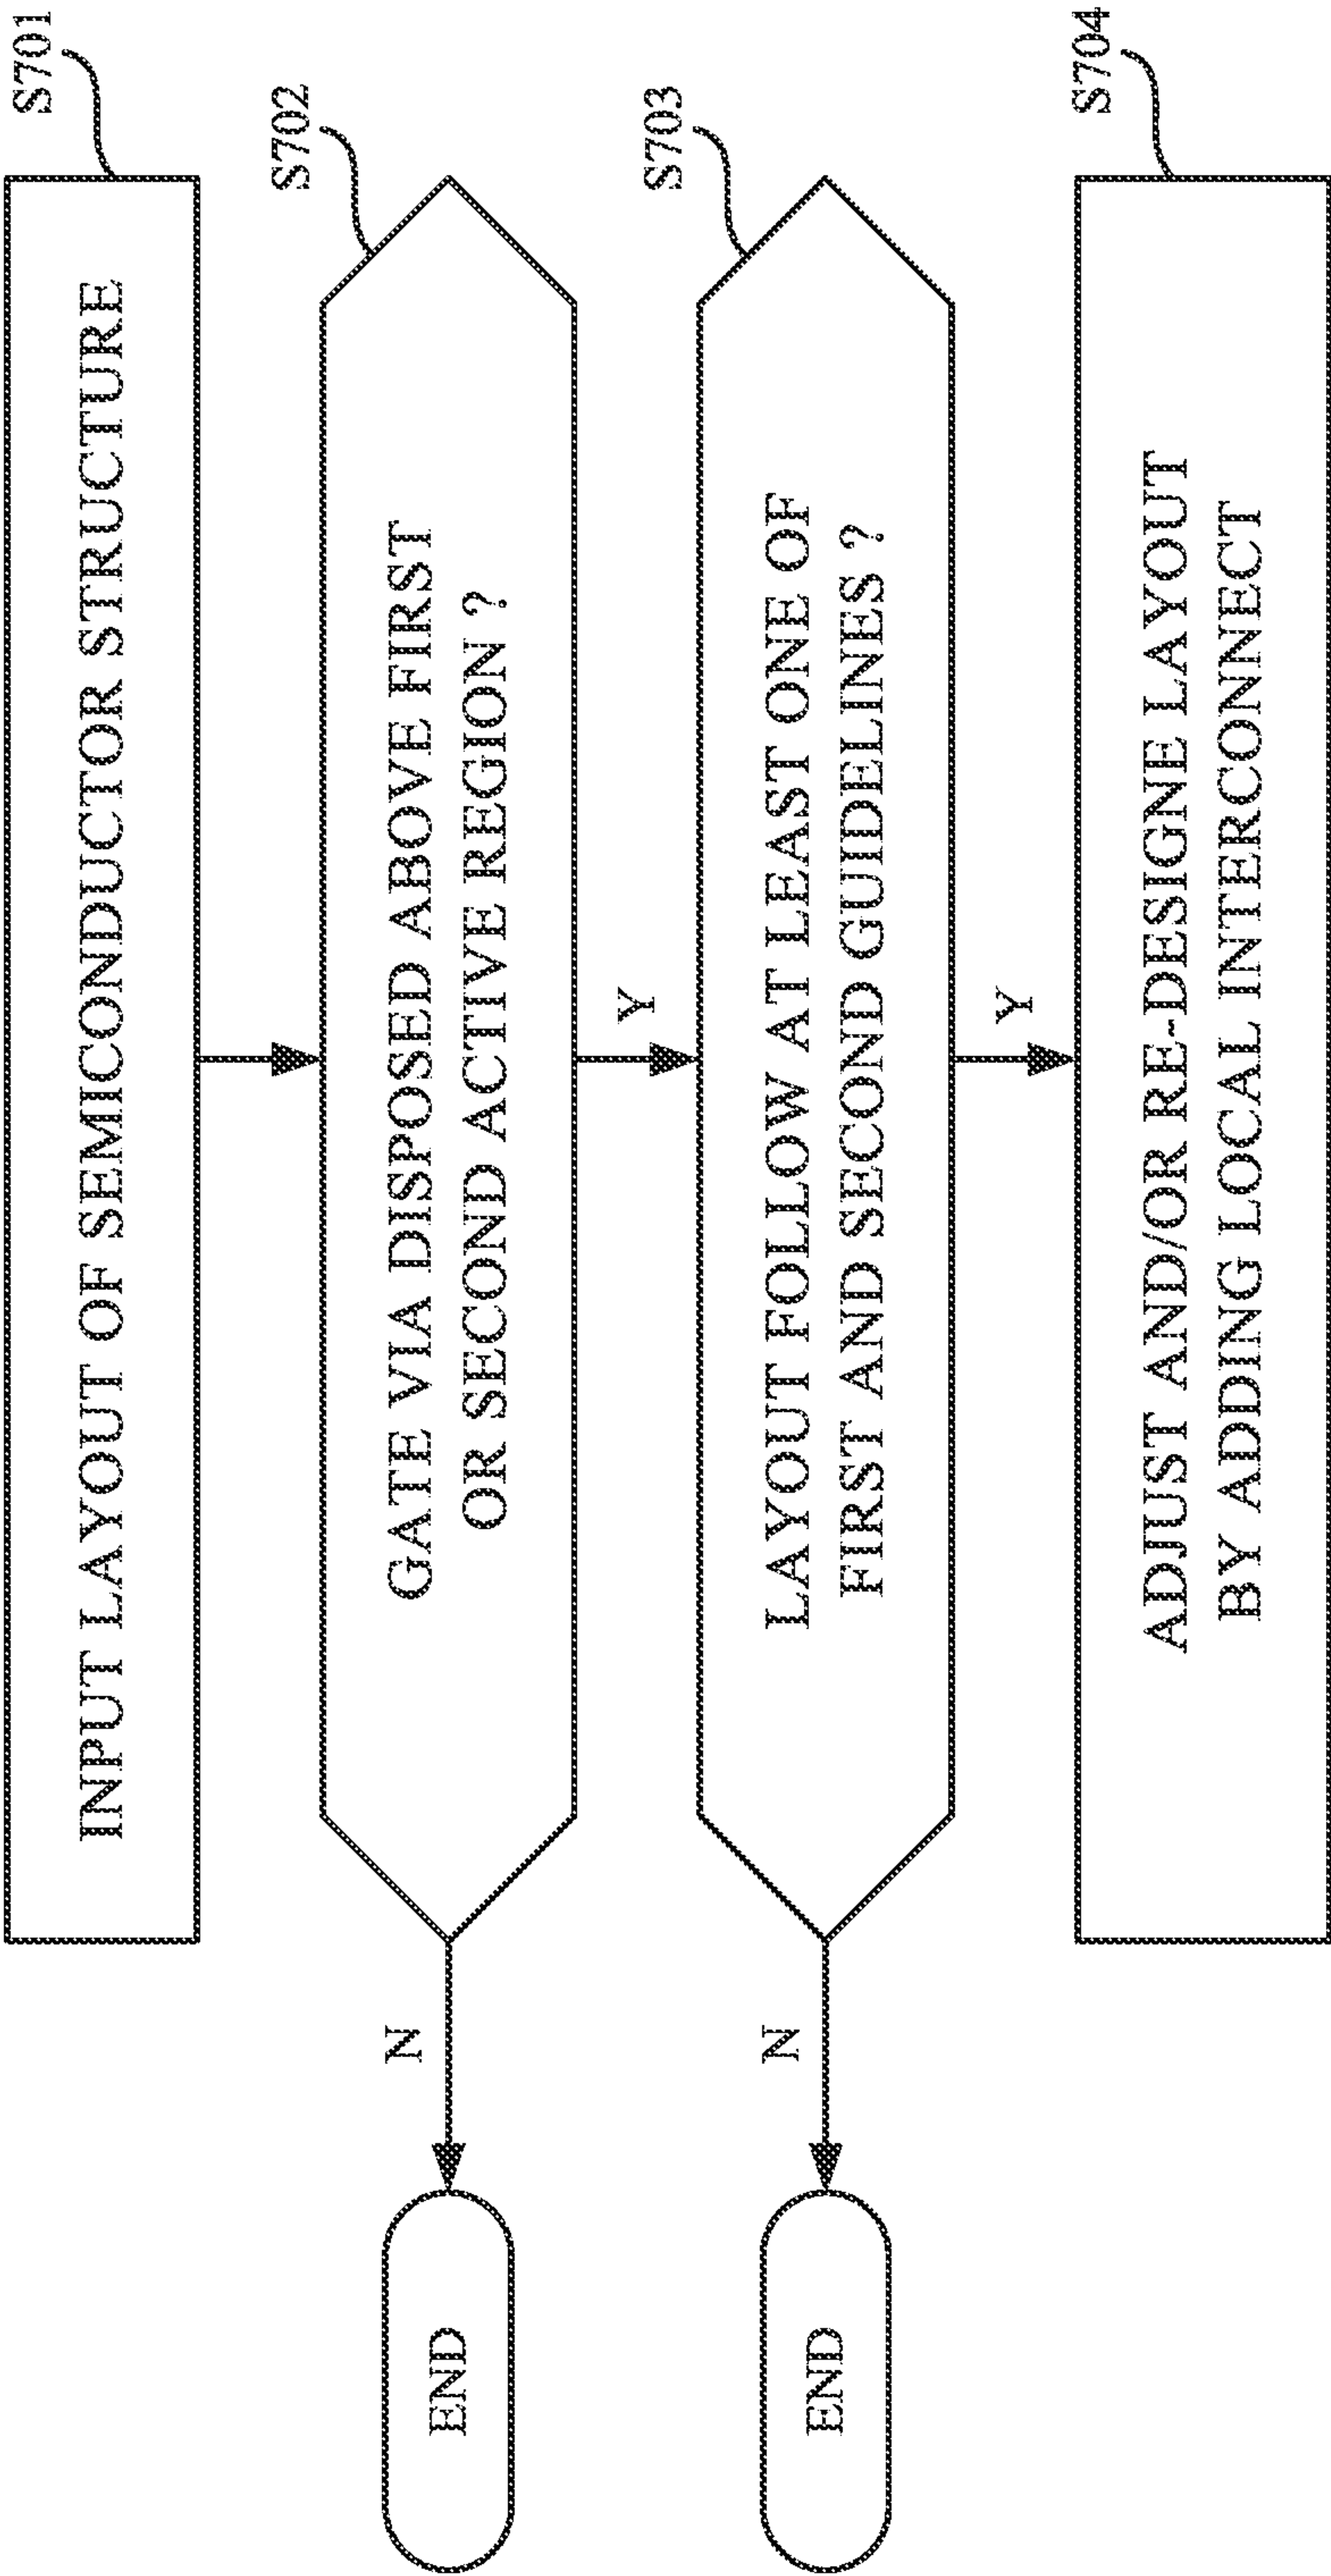 S701
INPUT LAYOUT OF SEMICONDUCTOR STRUCTURE
S702
GATE VIA DISPOSED ABOVE FIRST
OR SECOND ACTIVE REGION ?
N
END
Y
S703
LAYOUT FOLLOW AT LEAST ONE OF
FIRST AND SECOND GUIDELINES ?
N
END
Y
S704
ADJUST AND/OR RE-DESIGNE LAYOUT
BY ADDING LOCAL INTERCONNECT